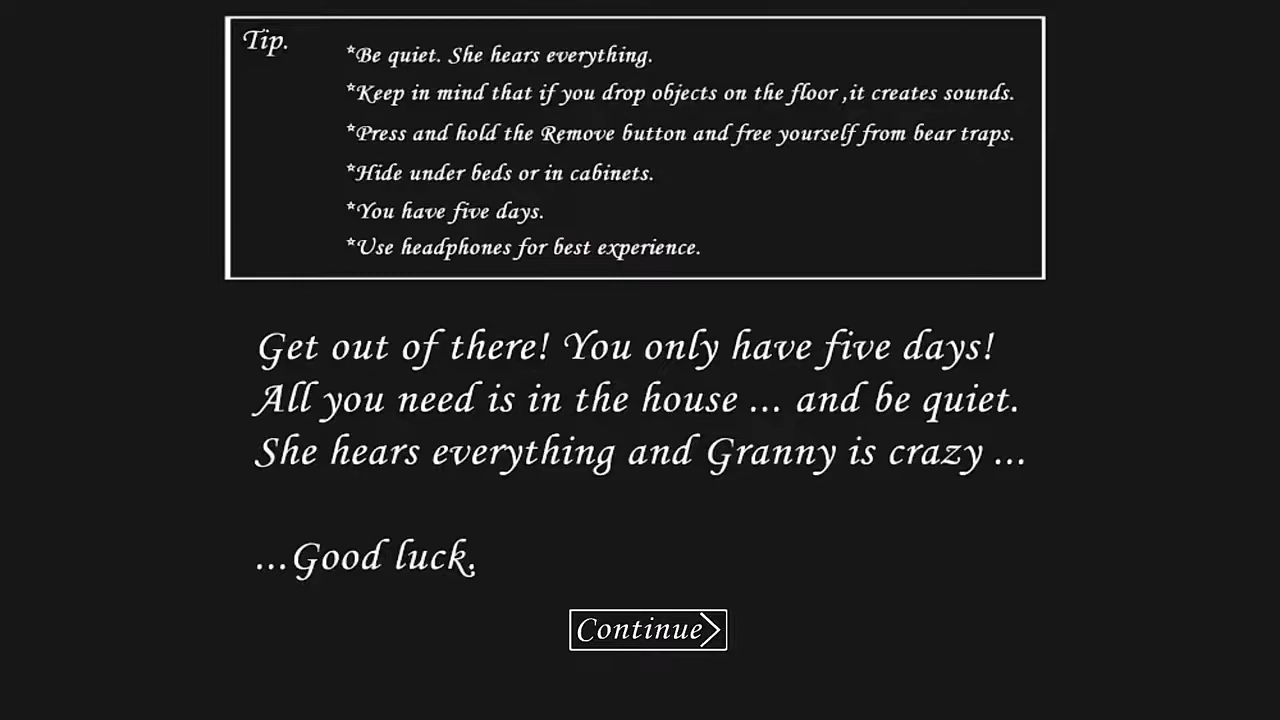 Tip.
*Be quiet. She hears everything.
*Keep in mind that if you drop objects on the floor ,it creates sounds.
*Press and hold the Remove button and free yourself from bear traps.
*Hide under beds or in cabinets.
*You have five days.
*Use headphones for best experience.
Get out of there! You only have five days!
All you need is in the house ... and be quiet.
She hears everything and Granny is crazy ...
...Good luck.
Continue